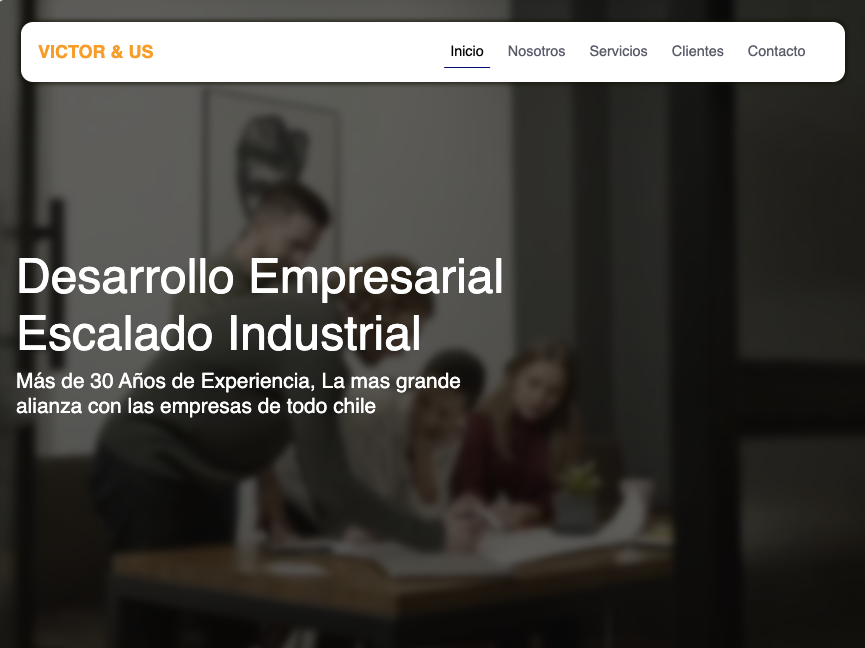 VICTOR & US
Inicio Nosotros Servicios Clientes Contacto
Desarrollo Empresarial
Escalado Industrial
Más de 30 Años de Experiencia, La mas grande
alianza con las empresas de todo chile